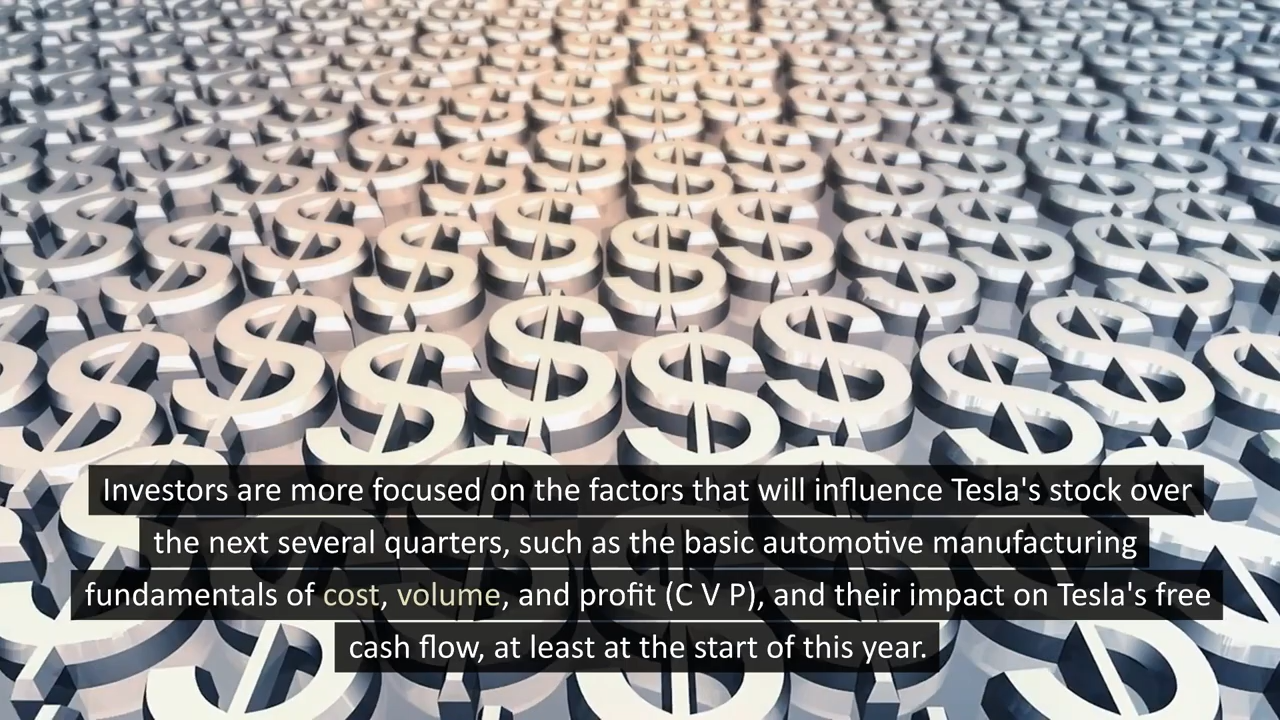 Investors are more focused on the factors that will influence Tesla's stock over
the next several quarters, such as the basic automotive manufacturing
fundamentals of cost, volume, and profit (C V P), and their impact on Tesla's free
cash flow, at least at the start of this year.